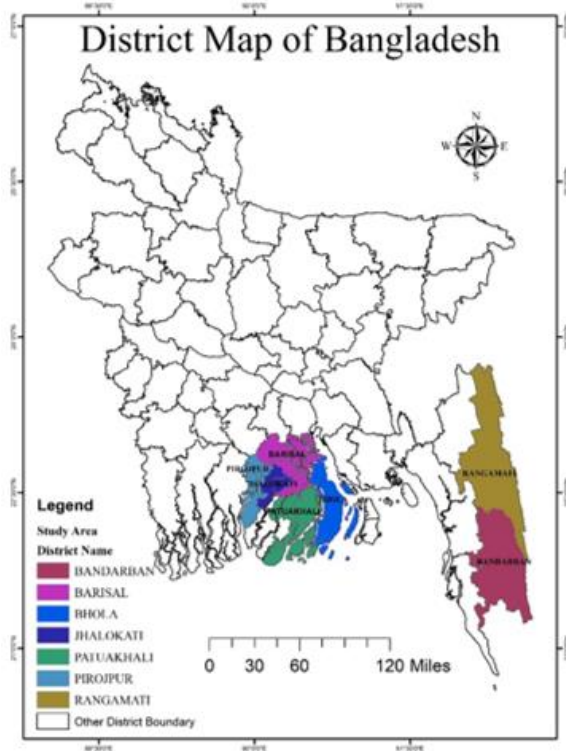 District Map of Bangladesh
N
W E
S
BARISAL
RANGAMATI
PATUAKHALI
BANDARBAN
Legend
Study Area
District Name
BANDARBAN
BARISAL
BHOLA
JHALOKATI
PATUAKHALI
PIROJPUR
RANGAMATI
Other District Boundary
0 30 60 120 Miles